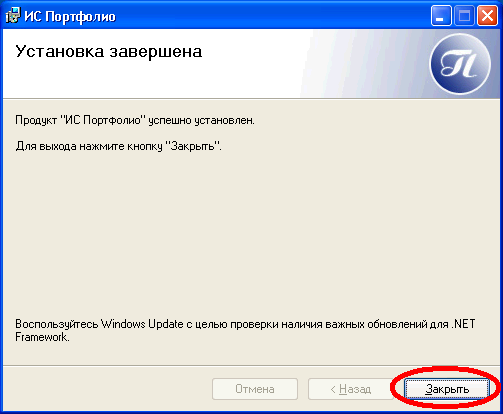 ИС Портфолио
Установка завершена
П
Продукт "ИС Портфолио" успешно установлен.
Для выхода нажмите кнопку "Закрыть".
Воспользуйтесь Windows Update с целью проверки наличия важных обновлений для .NET
Framework.
Отмена
< Назад
Закрыть